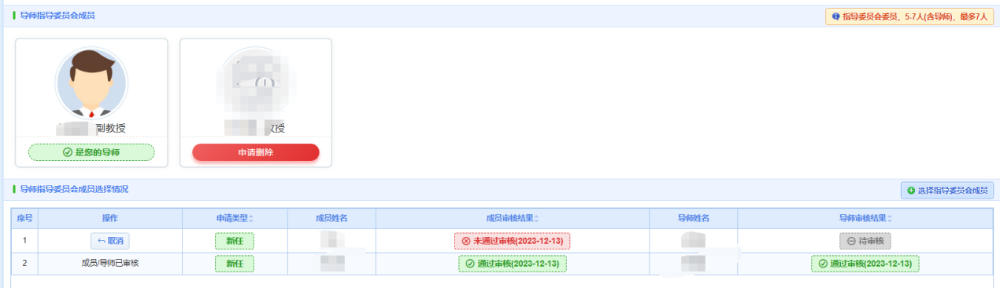 导师指导委员会成员
指导委员会委员，5-7人(含导师)，最多7人
副教授
教授
是您的导师
申请删除
导师指导委员会成员选择情况
选择指导委员会成员
序号 操作 申请类型 成员姓名 成员审核结果 导师姓名 导师审核结果
1 取消 新任 未通过审核(2023-12-13) 待审核
2 成员/导师已审核 新任 通过审核(2023-12-13) 通过审核(2023-12-13)